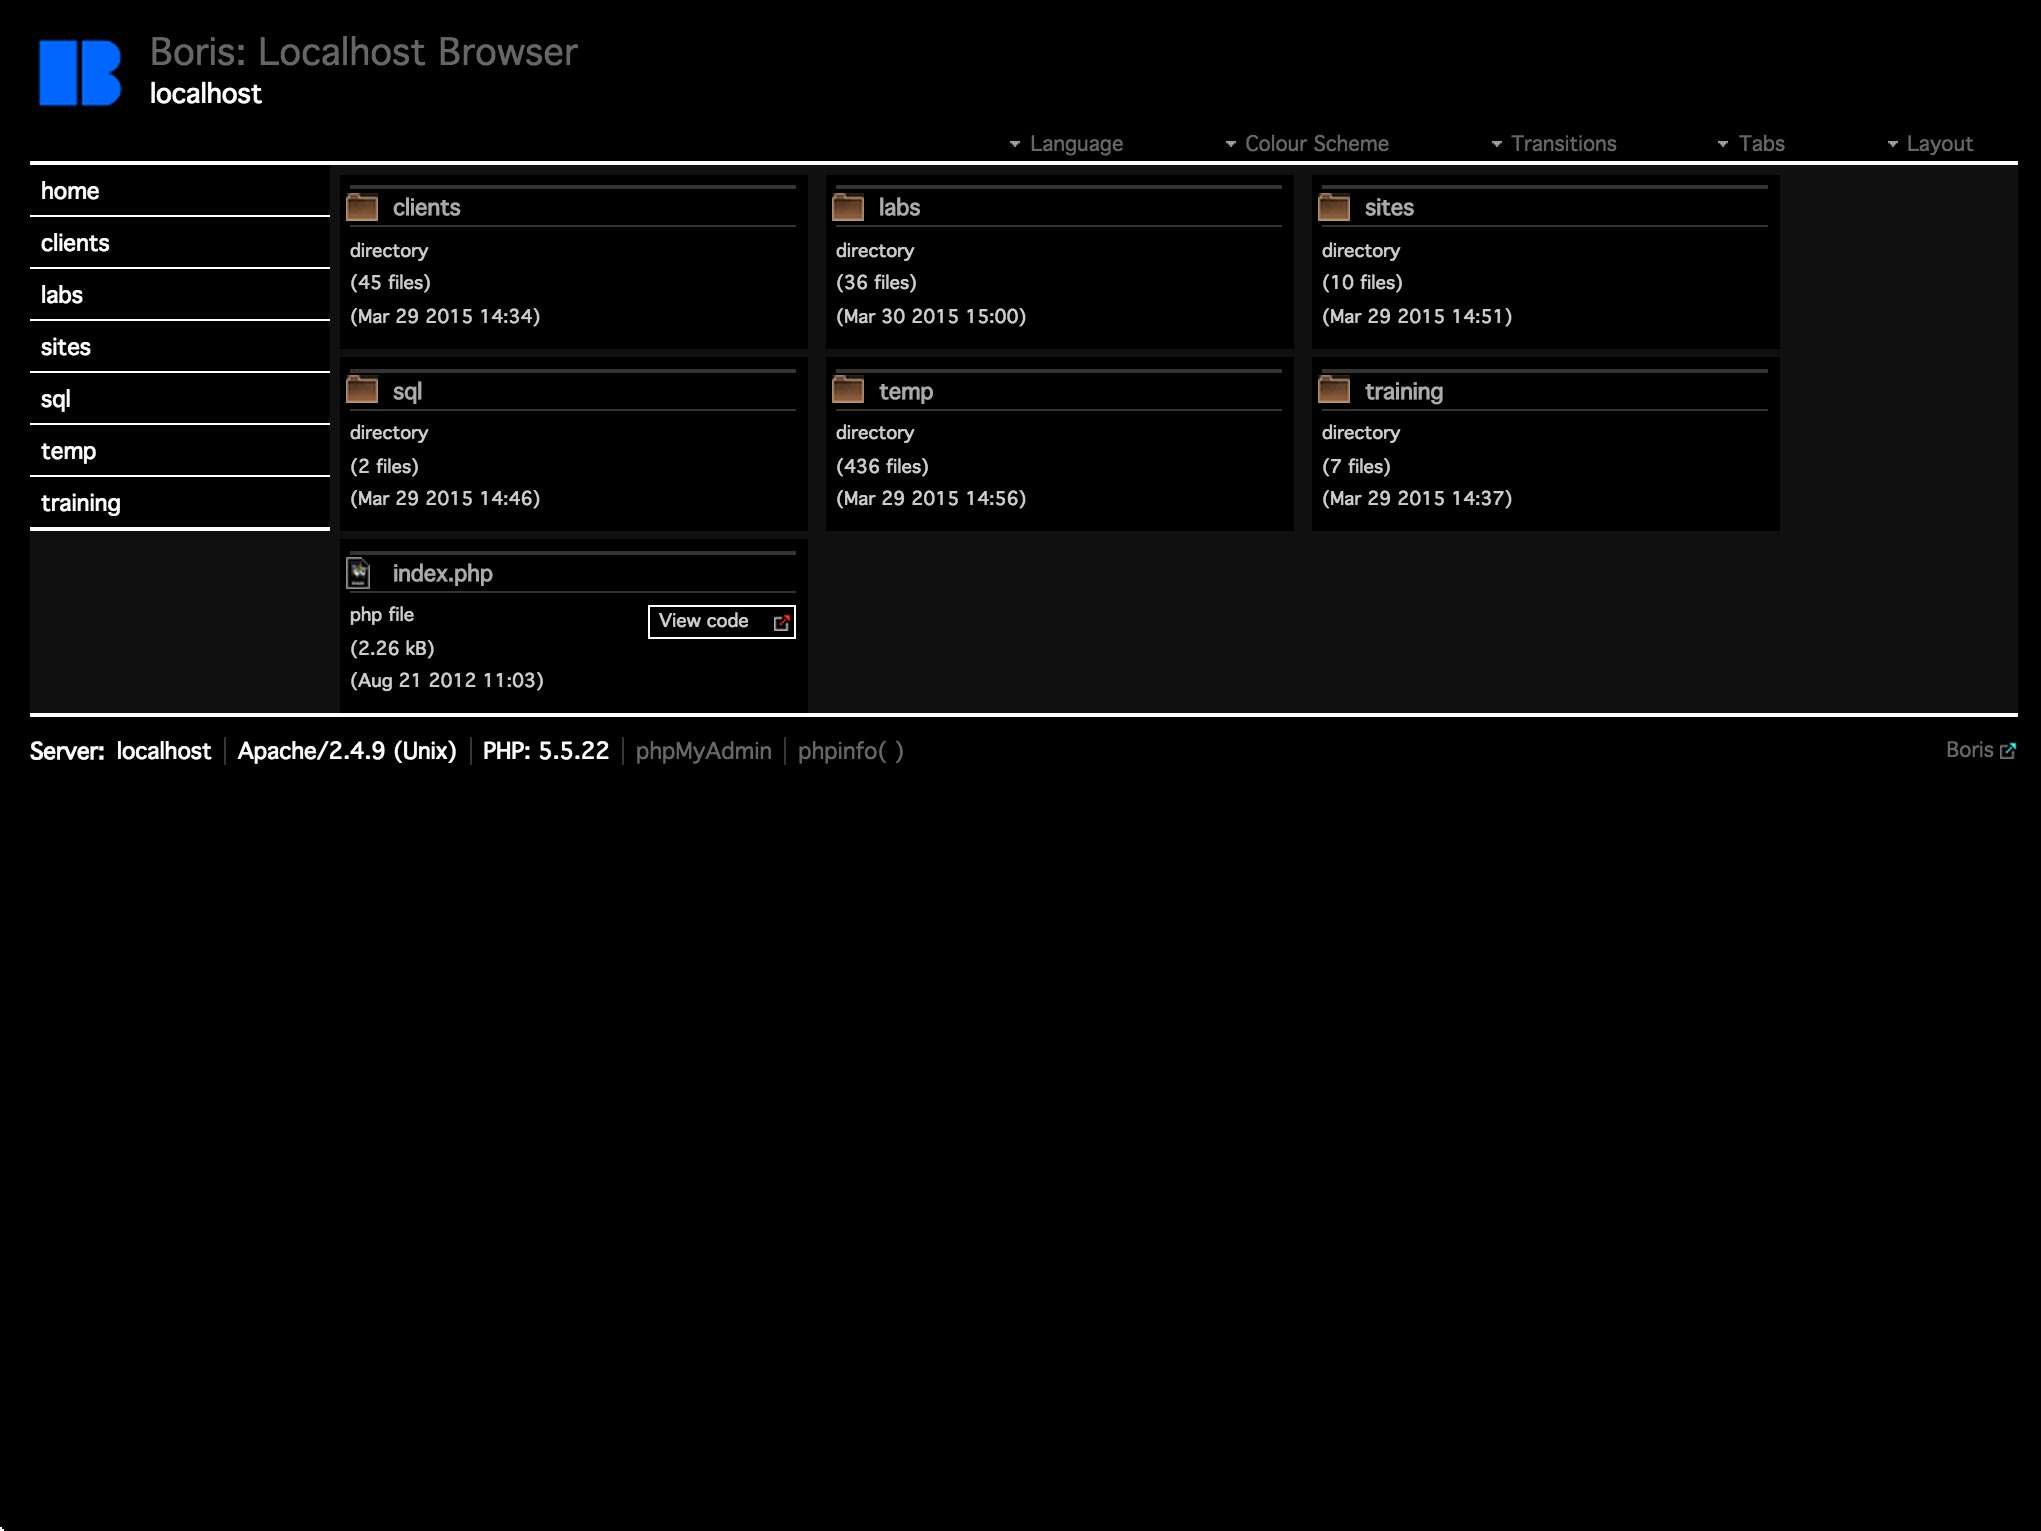 Boris: Localhost Browser
localhost
Language Colour Scheme Transitions Tabs Layout
home
clients
labs
sites
sql
temp
training
clients
directory
(45 files)
(Mar 29 2015 14:34)
labs
directory
(36 files)
(Mar 30 2015 15:00)
sites
directory
(10 files)
(Mar 29 2015 14:51)
sql
directory
(2 files)
(Mar 29 2015 14:46)
temp
directory
(436 files)
(Mar 29 2015 14:56)
training
directory
(7 files)
(Mar 29 2015 14:37)
index.php
php file
View code
(2.26 kB)
(Aug 21 2012 11:03)
Server: localhost Apache/2.4.9 (Unix) PHP: 5.5.22 phpMyAdmin phpinfo( ) Boris